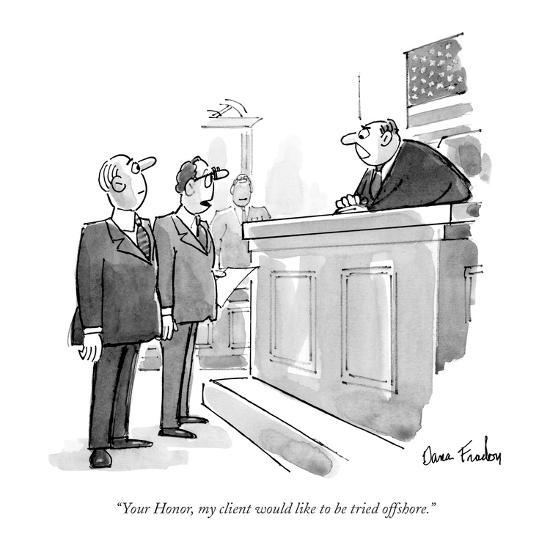 Dana Fradon
“Your Honor, my client would like to be tried offshore.”